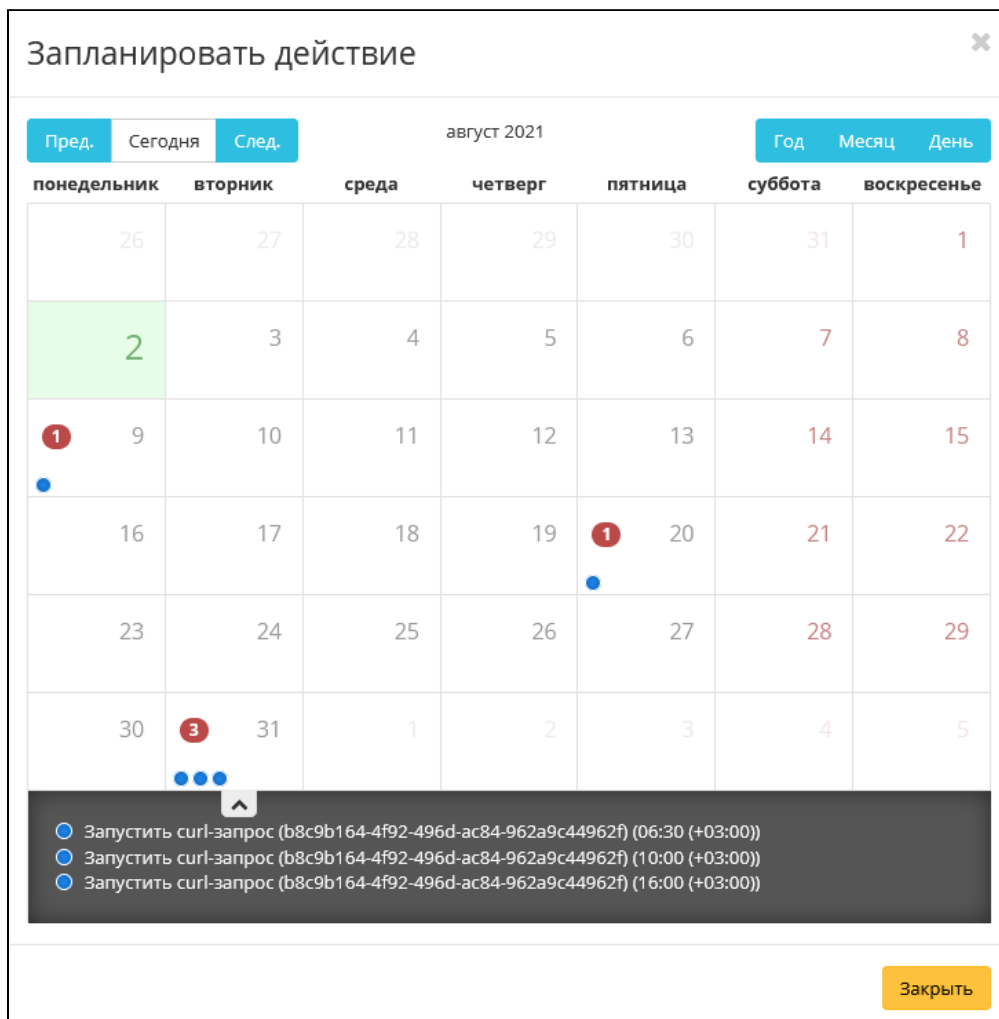 Запланировать действие
Пред. Сегодня След. август 2021 Год Месяц День
понедельник вторник среда четверг пятница суббота воскресенье
26 27 28 29 30 31 1
2 3 4 5 6 7 8
1 9 10 11 12 13 14 15
16 17 18 19 1 20 21 22
23 24 25 26 27 28 29
30 3 31 1 2 3 4 5
Запустить curl-запрос (b8c9b164-4f92-496d-ac84-962a9c44962f) (06:30 (+03:00))
Запустить curl-запрос (b8c9b164-4f92-496d-ac84-962a9c44962f) (10:00 (+03:00))
Запустить curl-запрос (b8c9b164-4f92-496d-ac84-962a9c44962f) (16:00 (+03:00))
Закрыть